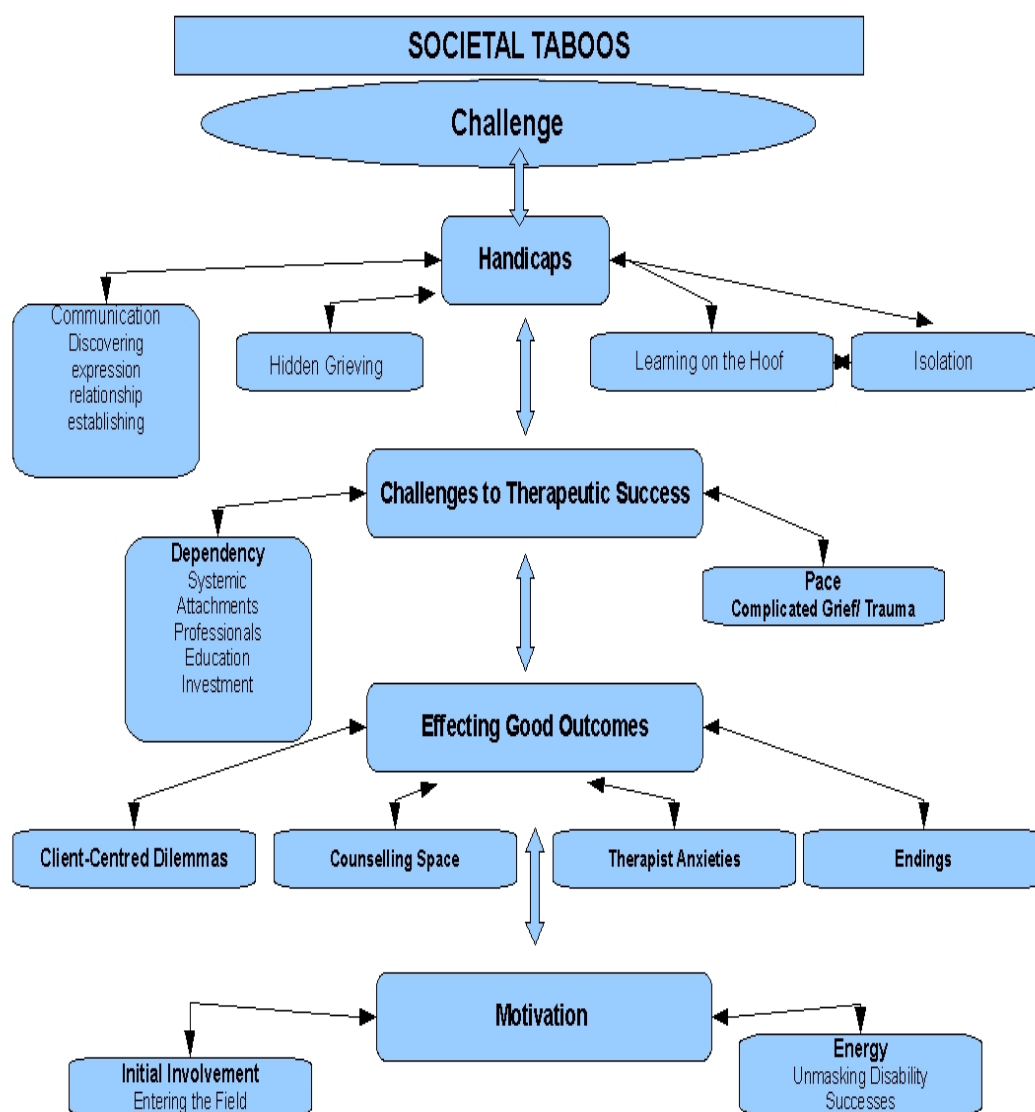 SOCIETAL TABOOS
Challenge
Handicaps
Communication
Discovering
expression
relationship
establishing
Hidden Grieving
Learning on the Hoof
Isolation
Challenges to Therapeutic Success
Dependency
Systemic
Attachments
Professionals
Education
Investment
Pace
Complicated Grief/ Trauma
Effecting Good Outcomes
Client-Centred Dilemmas
Counselling Space
Therapist Anxieties
Endings
Motivation
Initial Involvement
Entering the Field
Energy
Unmasking Disability
Successes